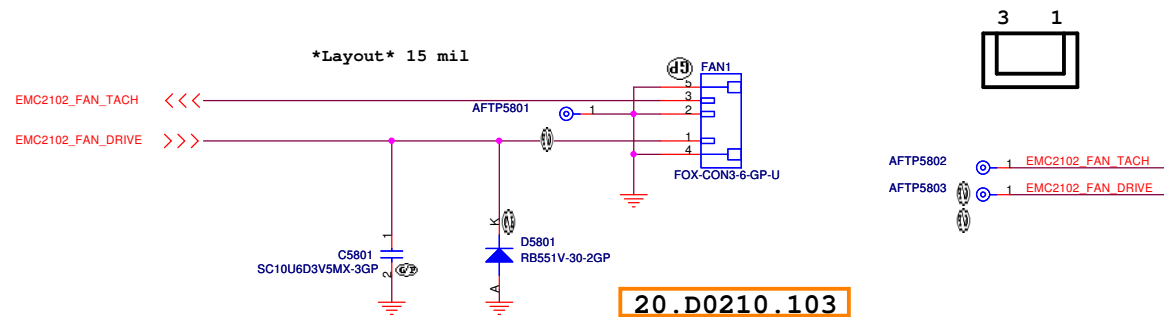 3 1
*Layout* 15 mil
FAN1
GP
5
EMC2102_FAN_TACH
3
AFTP5801
1
2
EMC2102_FAN_DRIVE
1
4
FOX-CON3-6-GP-U
AFTP5802
1 EMC2102_FAN_TACH
AFTP5803
1 EMC2102_FAN_DRIVE
1
K
C5801
SC10U6D3V5MX-3GP
2
D5801
RB551V-30-2GP
A
20.D0210.103